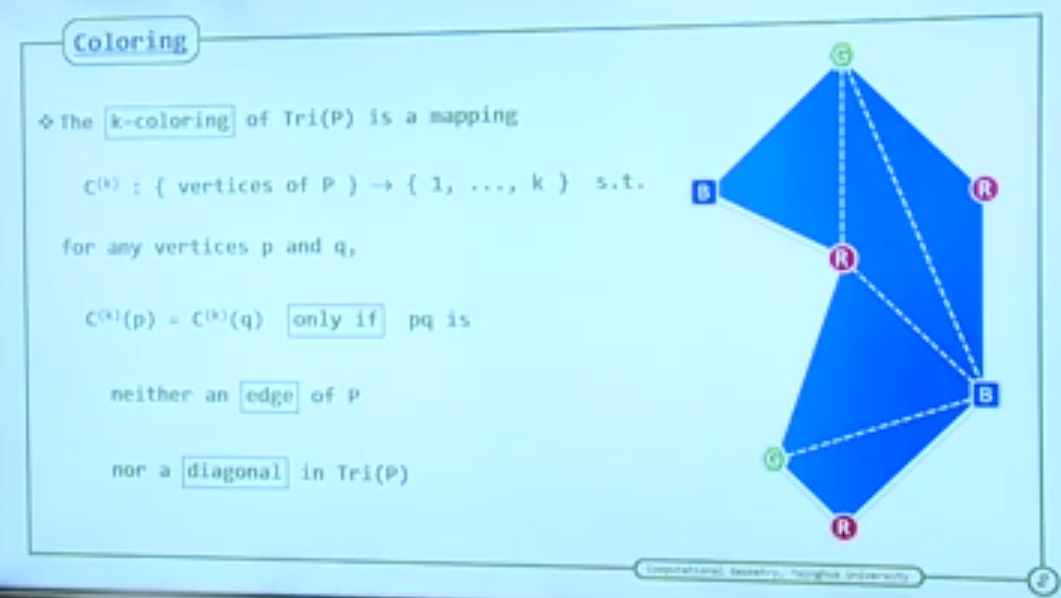 Coloring
❖ The k-coloring of Tri(P) is a mapping
C⁽ᵏ⁾ : { vertices of P } → { 1, ..., k } s.t.
for any vertices p and q,
C⁽ᵏ⁾(p) = C⁽ᵏ⁾(q) only if pq is
neither an edge of P
nor a diagonal in Tri(P)
G
B
R
R
B
G
R
Computational Geometry, Tsinghua University